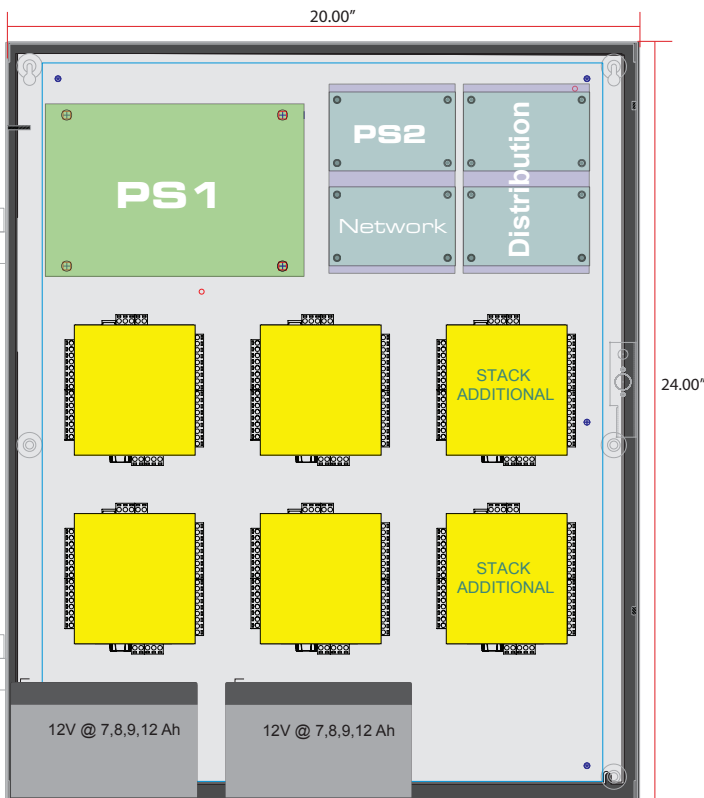 20.00”
PS1
PS2
Distribution
Network
24.00”
STACK
ADDITIONAL
STACK
ADDITIONAL
12V @ 7,8,9,12 Ah
12V @ 7,8,9,12 Ah